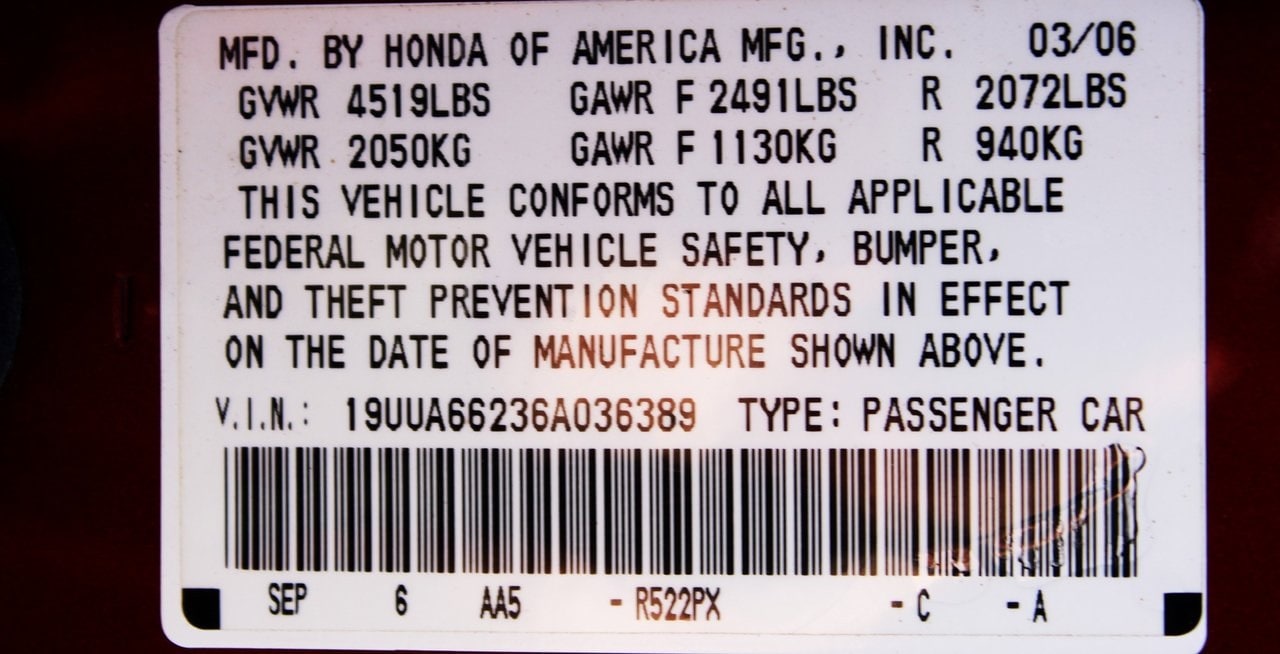 MFD. BY HONDA OF AMERICA MFG., INC. 03/06
GVWR 4519LBS GAWR F 2491LBS R 2072LBS
GVWR 2050KG GAWR F 1130KG R 940KG
THIS VEHICLE CONFORMS TO ALL APPLICABLE
FEDERAL MOTOR VEHICLE SAFETY, BUMPER,
AND THEFT PREVENTION STANDARDS IN EFFECT
ON THE DATE OF MANUFACTURE SHOWN ABOVE.
V.I.N.: 19UUA66236A036389 TYPE: PASSENGER CAR
SEP 6 AA5 - R522PX - C - A